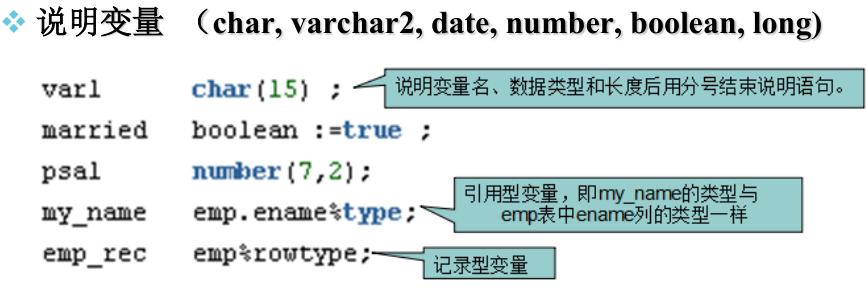 说明变量 （char, varchar2, date, number, boolean, long)
varl char(15) ; 说明变量名、数据类型和长度后用分号结束说明语句。
married boolean :=true ;
psal number(7,2);
my_name emp.ename%type; 引用型变量，即my_name的类型与
emp表中ename列的类型一样
emp_rec emp%rowtype; 记录型变量